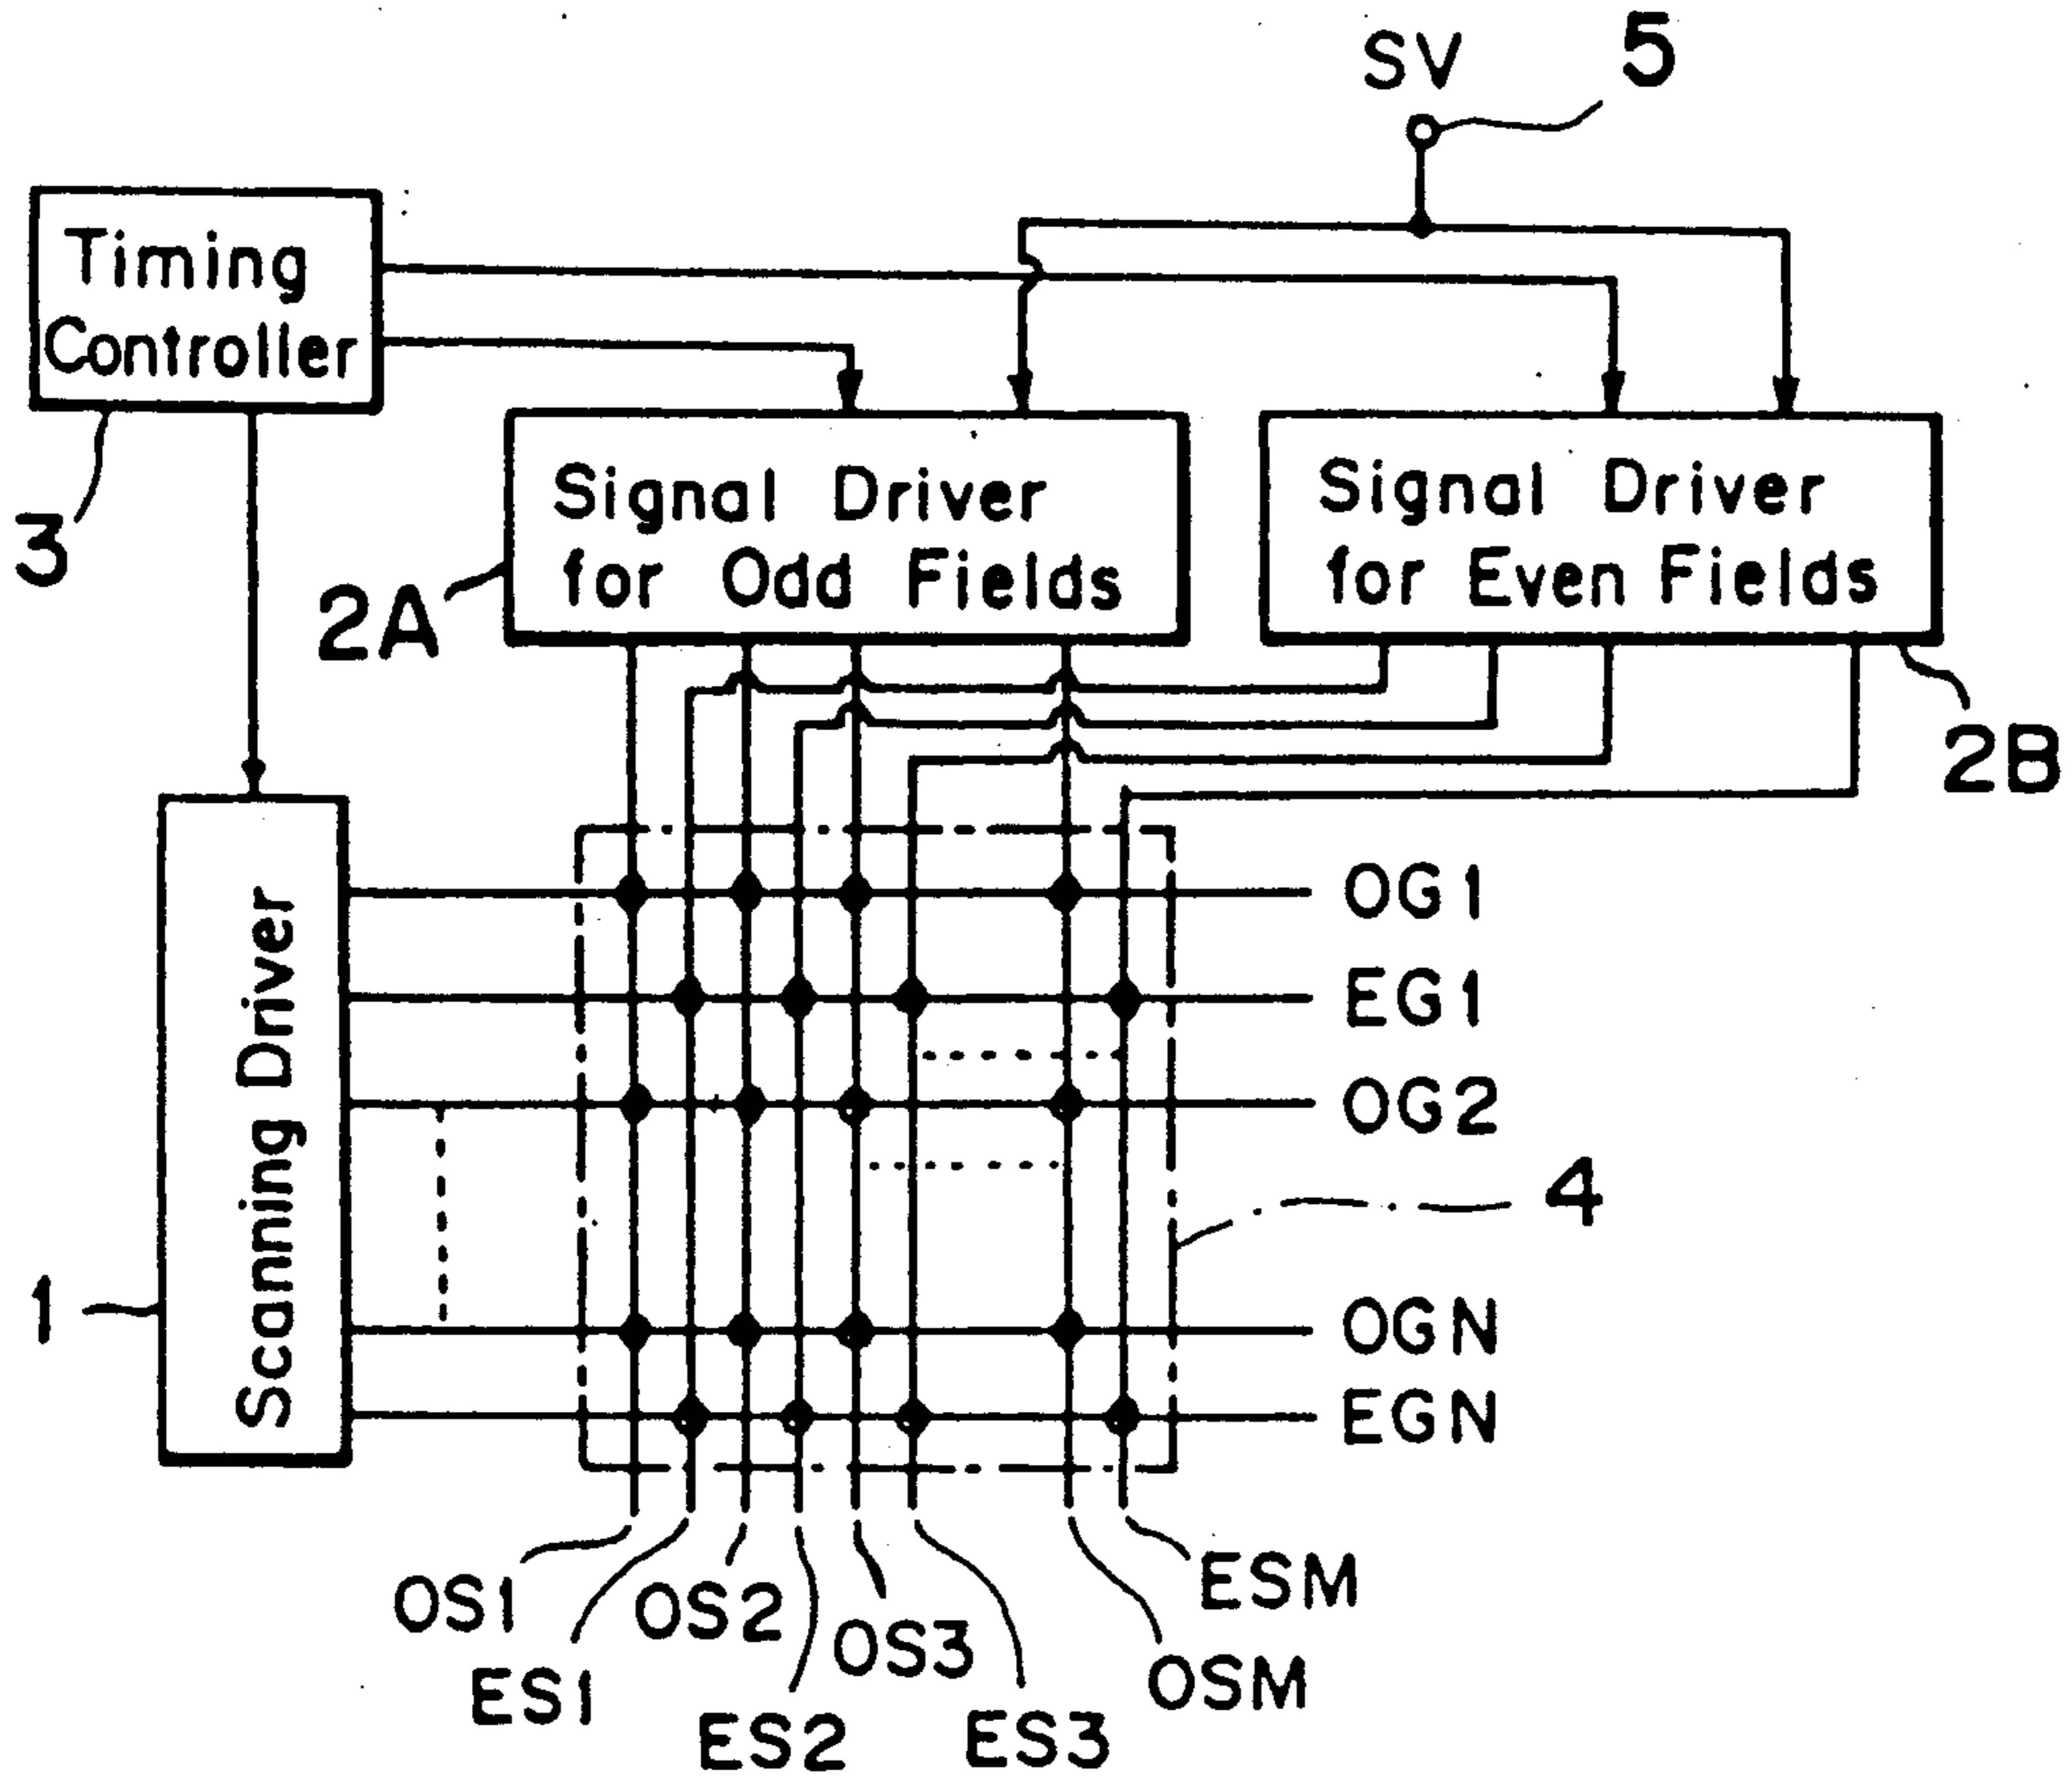 SV
5
Timing
Controller
3
Signal Driver
for Odd Fields
2A
Signal Driver
for Even Fields
2B
Scanning Driver
1
OG1
EG1
OG2
4
OGN
EGN
OS1
ES1
OS2
ES2
OS3
ES3
OSM
ESM